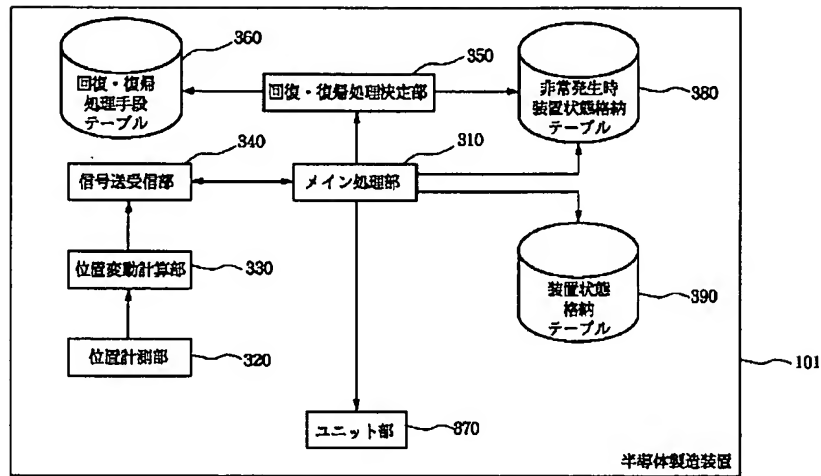 360
回復・復帰
処理手段
テーブル
350
回復・復帰処理決定部
非常発生時
装置状態格納
テーブル
380
340
信号送受信部
310
メイン処理部
位置変動計算部
330
装置状態
格納
テーブル
390
位置計測部
320
101
ユニット部
370
半導体製造装置